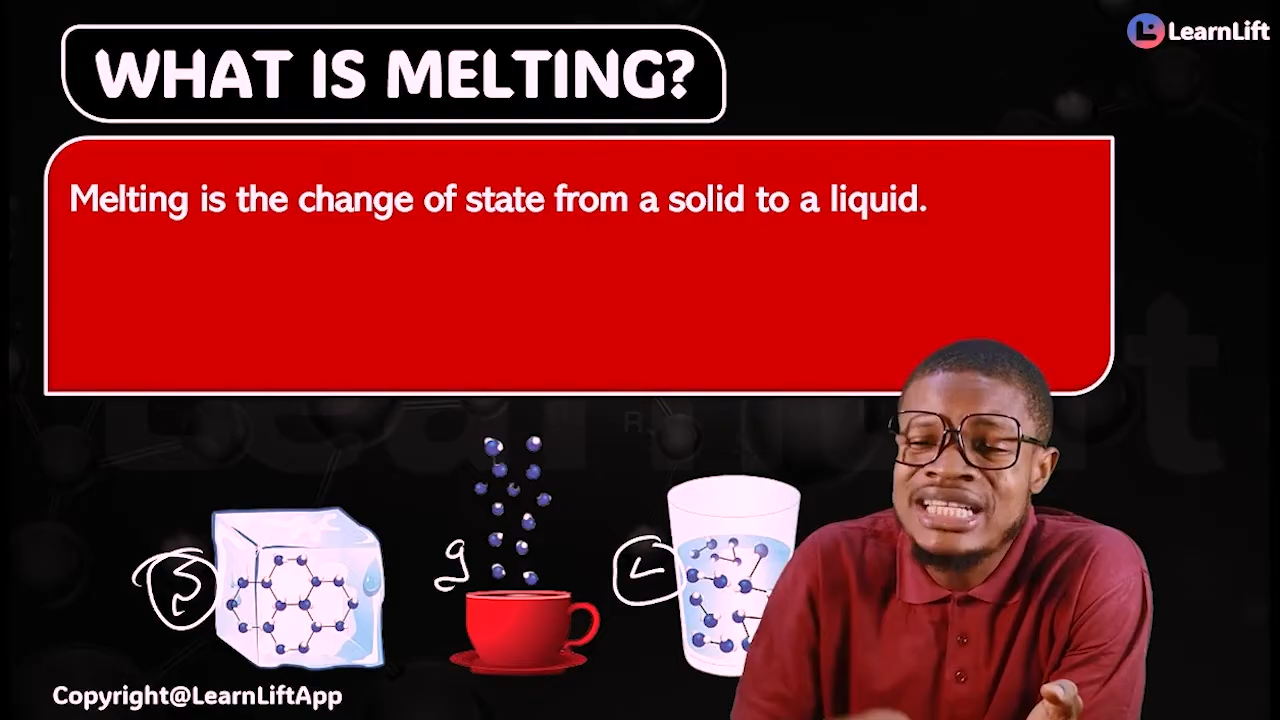 WHAT IS MELTING?
LearnLift
Melting is the change of state from a solid to a liquid.
S
g
L
Copyright@LearnLiftApp